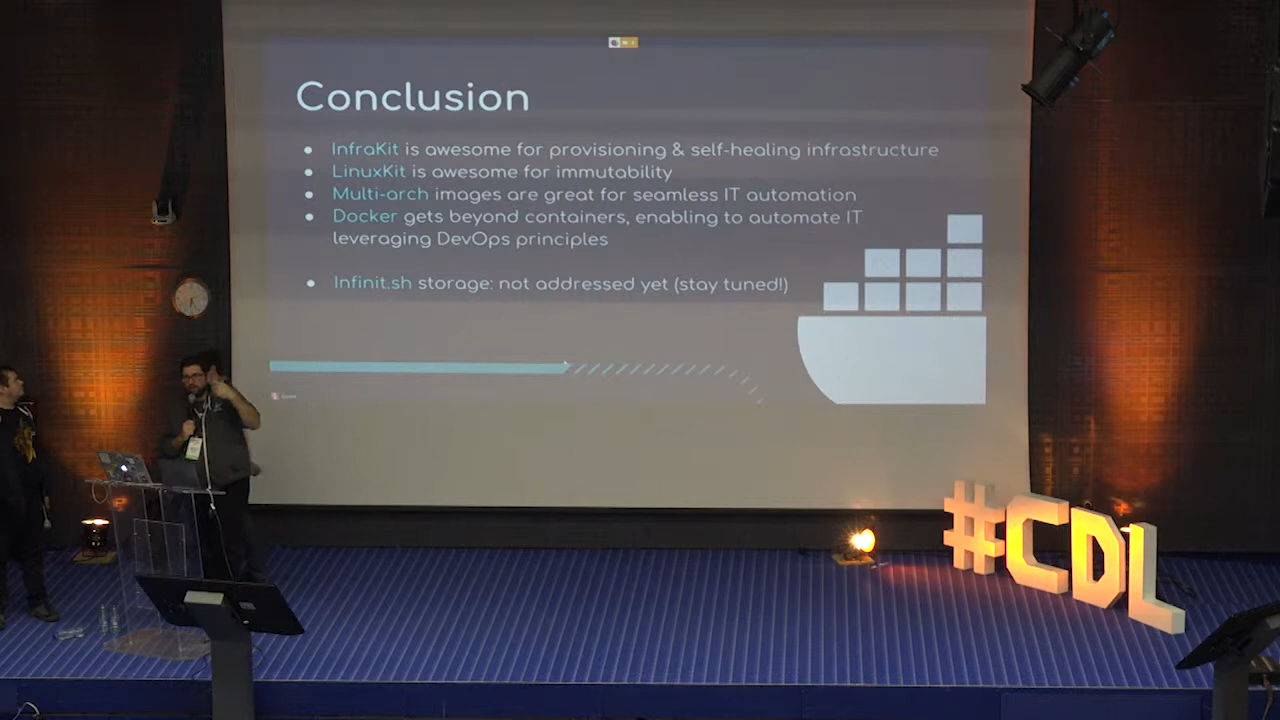 Conclusion
● InfraKit is awesome for provisioning & self-healing infrastructure
● LinuxKit is awesome for immutability
● Multi-arch images are great for seamless IT automation
● Docker gets beyond containers, enabling to automate IT
leveraging DevOps principles
● Infinit.sh storage: not addressed yet (stay tuned!)
#CDL